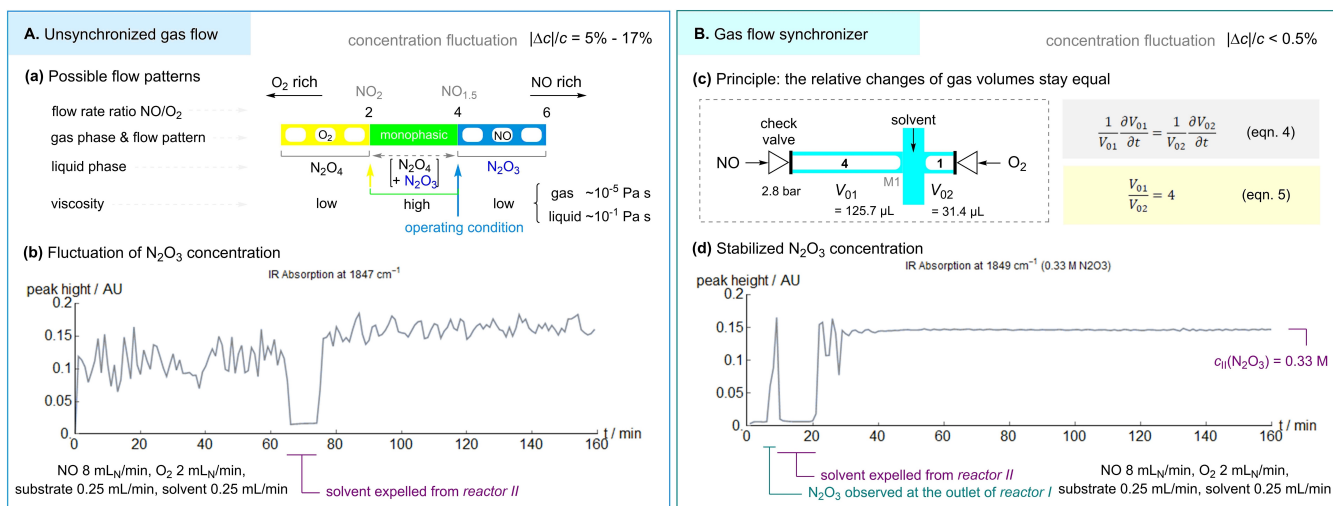 A. Unsynchronized gas flow
concentration fluctuation |Δc|/c = 5% - 17%
(a) Possible flow patterns
O2 rich
NO2
NO1.5
NO rich
flow rate ratio NO/O2
2 4 6
gas phase & flow pattern
O2 monophasic NO
liquid phase
N2O4
[N2O4
+ N2O3]
N2O3
viscosity
low high low
gas ~10^-5 Pa s
liquid ~10^-1 Pa s
operating condition
(b) Fluctuation of N2O3 concentration
IR Absorption at 1847 cm⁻¹
peak hight / AU
0.2
0.15
0.1
0.05
0.
0 20 40 60 80 100 120 140 160
t / min
NO 8 mLN/min, O2 2 mLN/min,
substrate 0.25 mL/min, solvent 0.25 mL/min
solvent expelled from reactor II
B. Gas flow synchronizer
concentration fluctuation |Δc|/c < 0.5%
(c) Principle: the relative changes of gas volumes stay equal
solvent
check
valve
NO 4 1 O2
M1
2.8 bar
V01
= 125.7 µL
V02
= 31.4 µL
1/V01 ∂V01/∂t = 1/V02 ∂V02/∂t (eqn. 4)
V01/V02 = 4 (eqn. 5)
(d) Stabilized N2O3 concentration
IR Absorption at 1849 cm⁻¹ (0.33 M N2O3)
peak height / AU
0.2
0.15
0.1
0.05
0.
0 20 40 60 80 100 120 140 160
t / min
cII(N2O3) = 0.33 M
solvent expelled from reactor II
N2O3 observed at the outlet of reactor I
NO 8 mLN/min, O2 2 mLN/min,
substrate 0.25 mL/min, solvent 0.25 mL/min